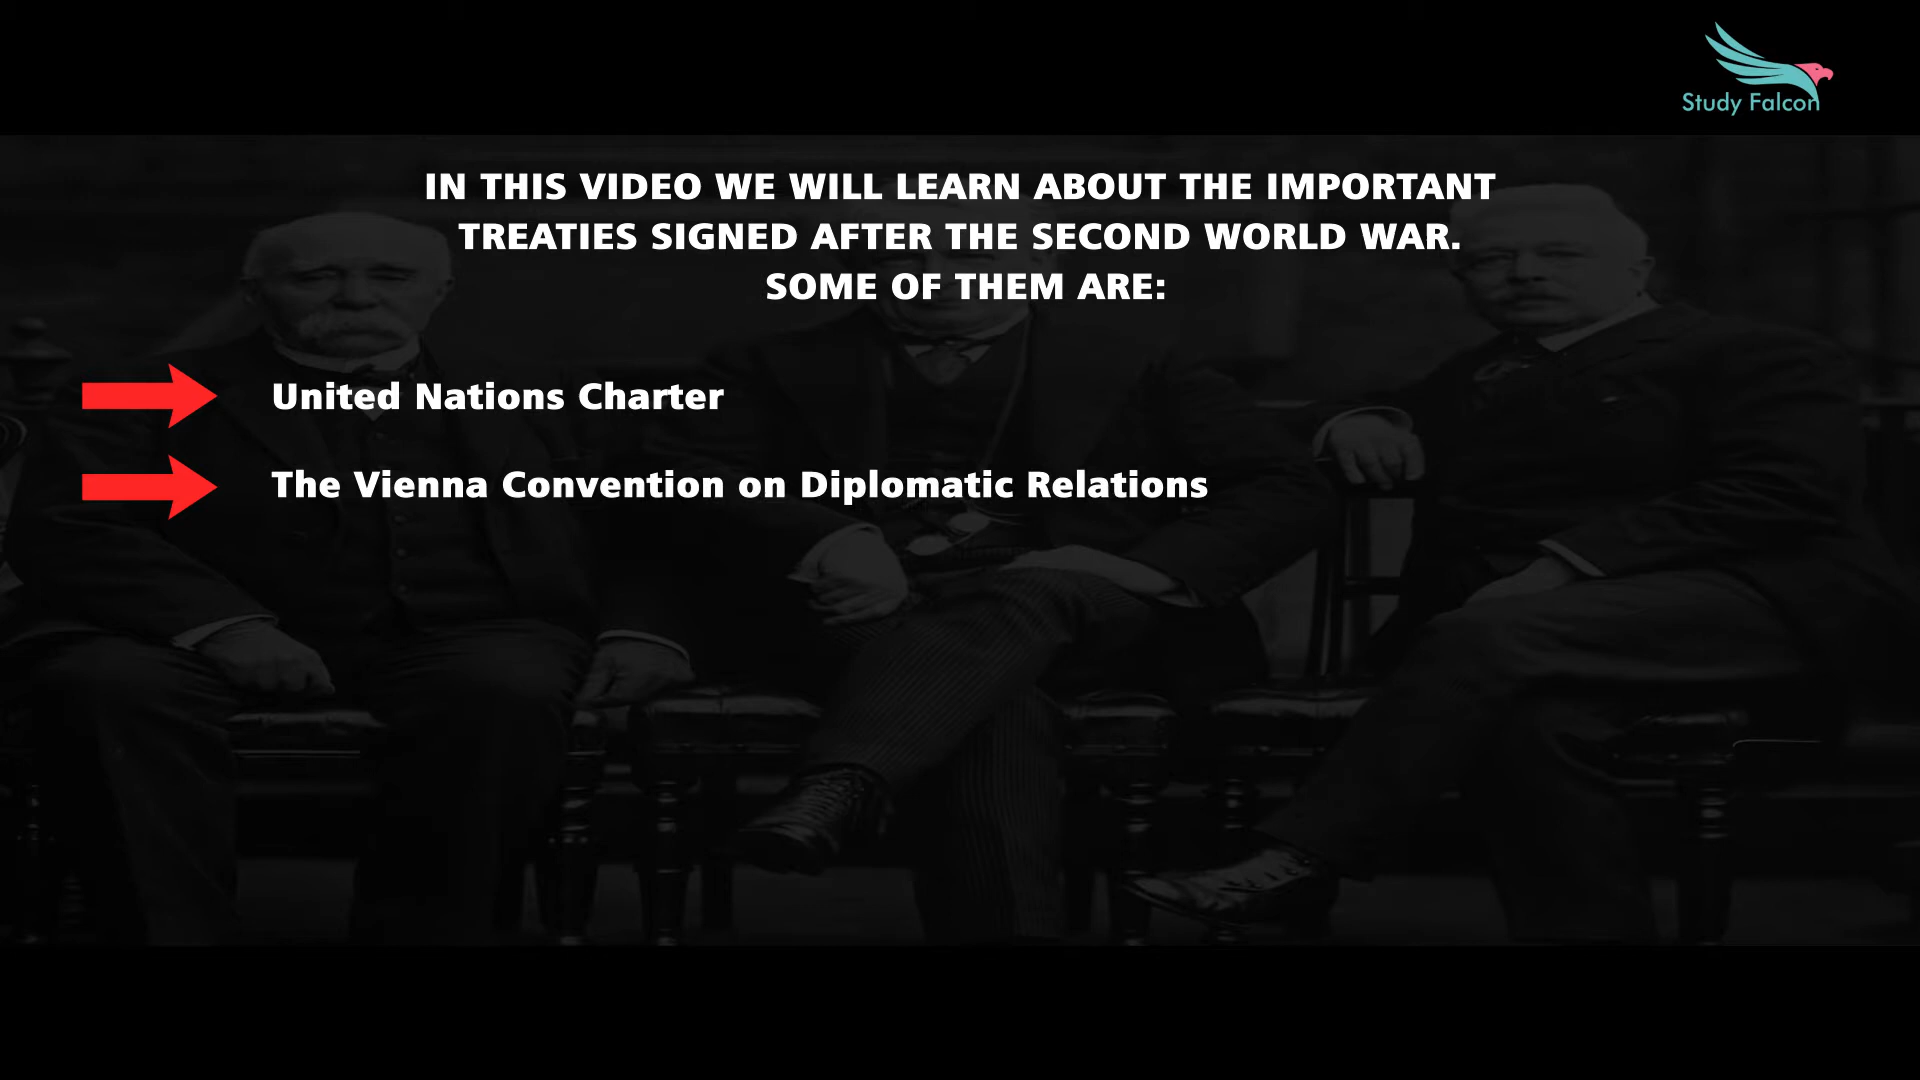 Study Falcon
IN THIS VIDEO WE WILL LEARN ABOUT THE IMPORTANT
TREATIES SIGNED AFTER THE SECOND WORLD WAR.
SOME OF THEM ARE:
United Nations Charter
The Vienna Convention on Diplomatic Relations